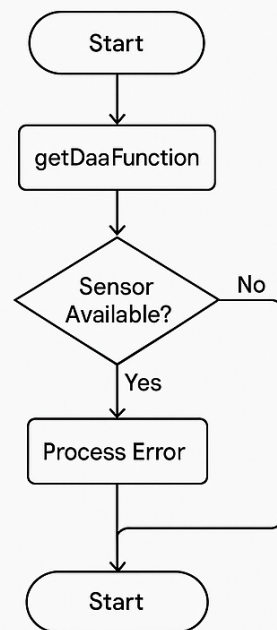 Start
getDaaFunction
Sensor
Available?
No
Yes
Process Error
Start